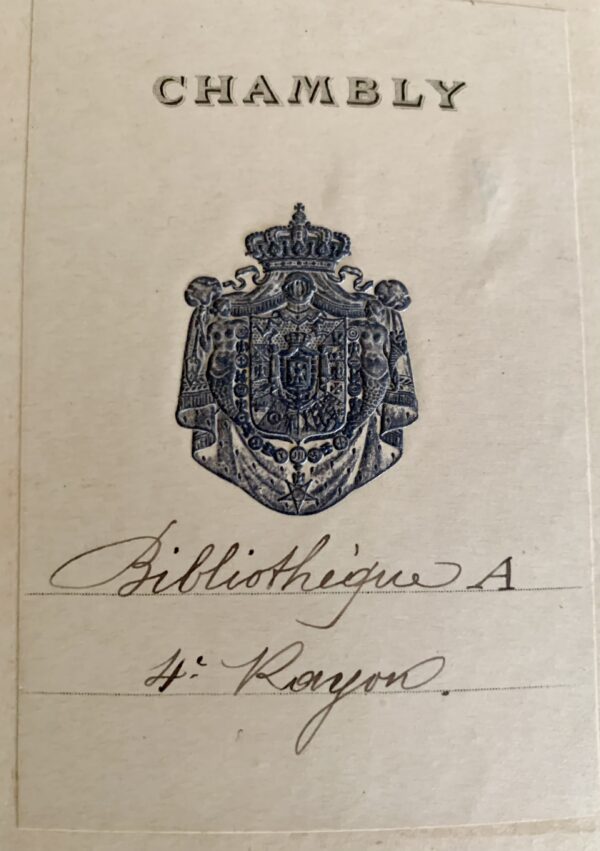 CHAMBLY
Bibliothèque A
4e Rayon.